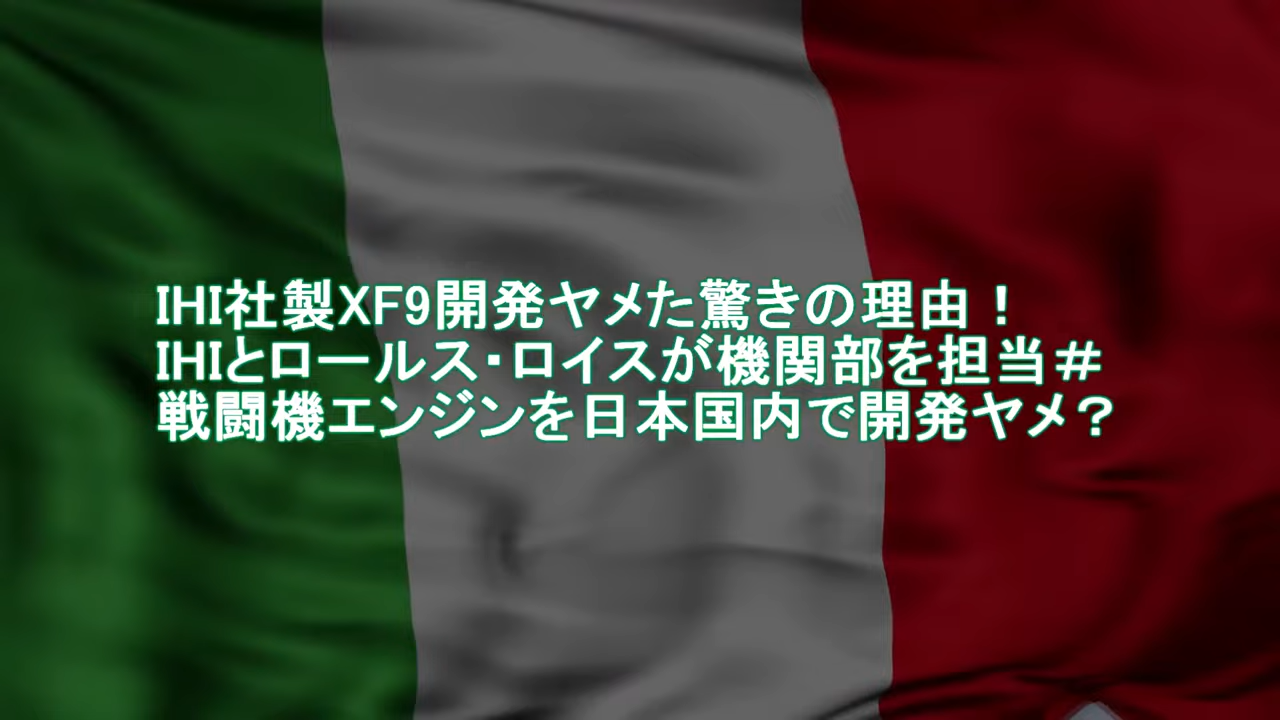 IHI社製XF9開発ヤメた驚きの理由！
IHIとロールス・ロイスが機関部を担当＃
戦闘機エンジンを日本国内で開発ヤメ？